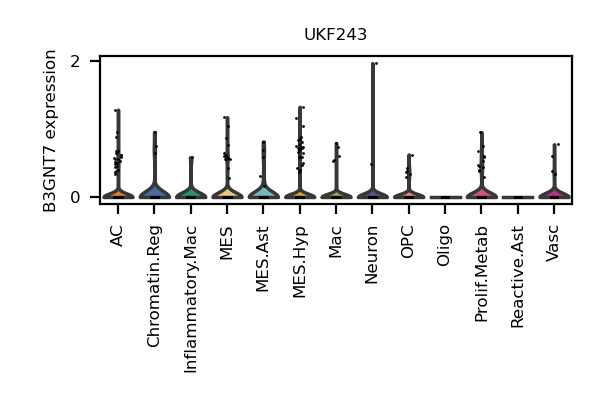 UKF243
B3GNT7 expression
2
0
AC
Chromatin.Reg
Inflammatory.Mac
MES
MES.Ast
MES.Hyp
Mac
Neuron
OPC
Oligo
Prolif.Metab
Reactive.Ast
Vasc